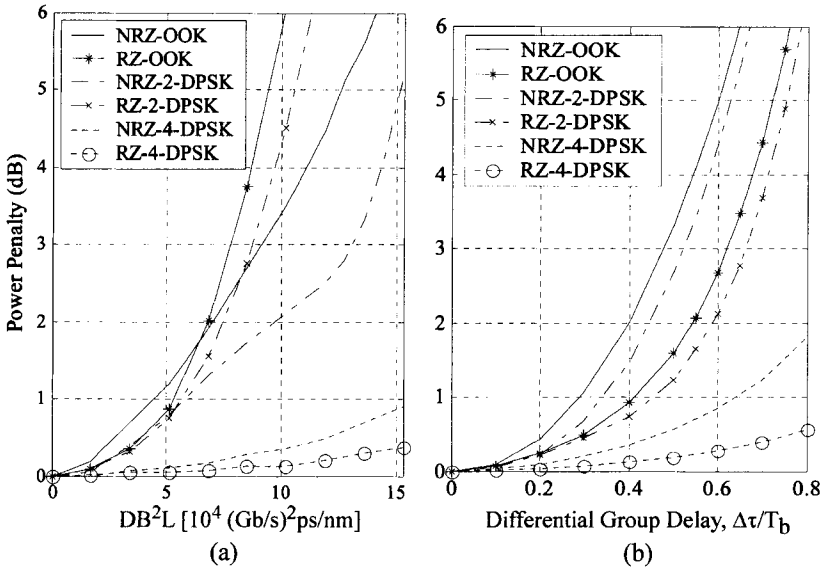 Power Penalty (dB)
6
5
4
3
2
1
0
NRZ-OOK
RZ-OOK
NRZ-2-DPSK
RZ-2-DPSK
NRZ-4-DPSK
RZ-4-DPSK
0 5 10 15
DB²L [10⁴ (Gb/s)²ps/nm]
(a)
6
5
4
3
2
1
0
NRZ-OOK
RZ-OOK
NRZ-2-DPSK
RZ-2-DPSK
NRZ-4-DPSK
RZ-4-DPSK
0 0.2 0.4 0.6 0.8
Differential Group Delay, Δτ/T_b
(b)